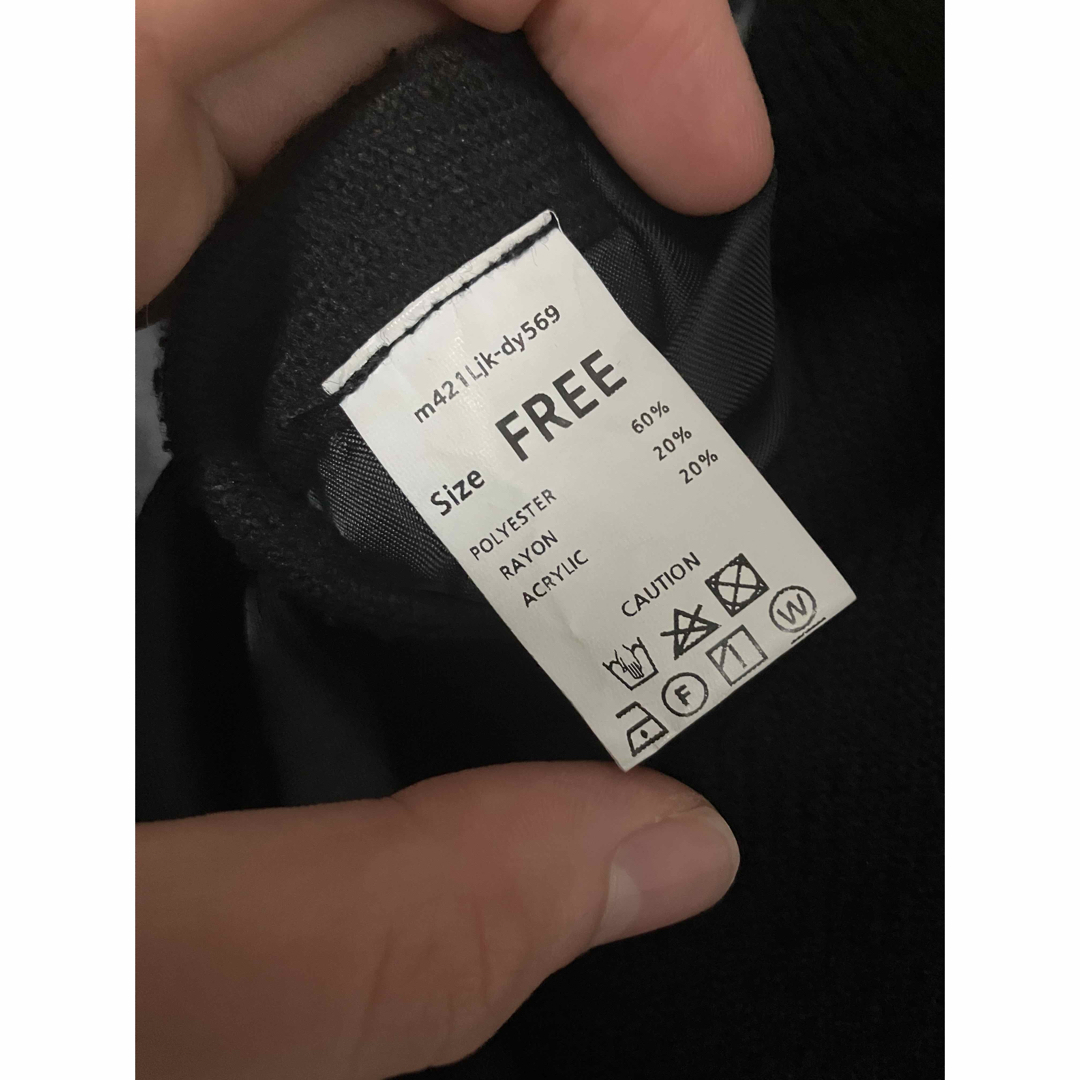 m421Ljk-dy569
Size FREE
POLYESTER 60%
RAYON 20%
ACRYLIC 20%
CAUTION
W
F